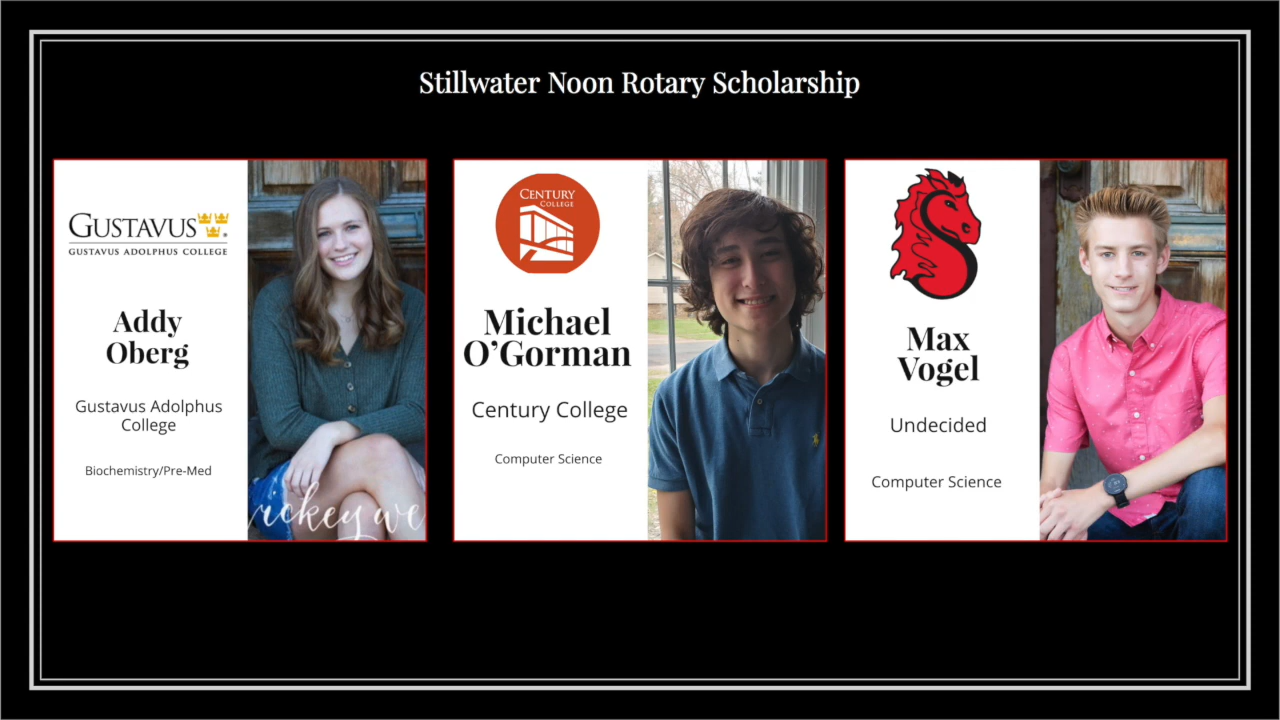 Stillwater Noon Rotary Scholarship
GUSTAVUS
GUSTAVUS ADOLPHUS COLLEGE
Addy
Oberg
Gustavus Adolphus
College
Biochemistry/Pre-Med
CENTURY
COLLEGE
Michael
O’Gorman
Century College
Computer Science
Max
Vogel
Undecided
Computer Science